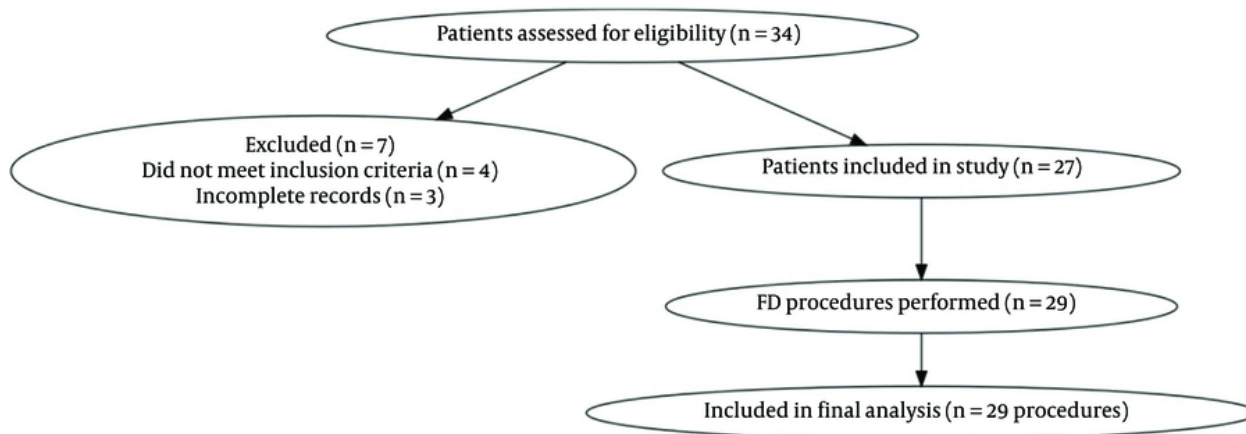 Patients assessed for eligibility (n = 34)
Excluded (n = 7)
Did not meet inclusion criteria (n = 4)
Incomplete records (n = 3)
Patients included in study (n = 27)
FD procedures performed (n = 29)
Included in final analysis (n = 29 procedures)